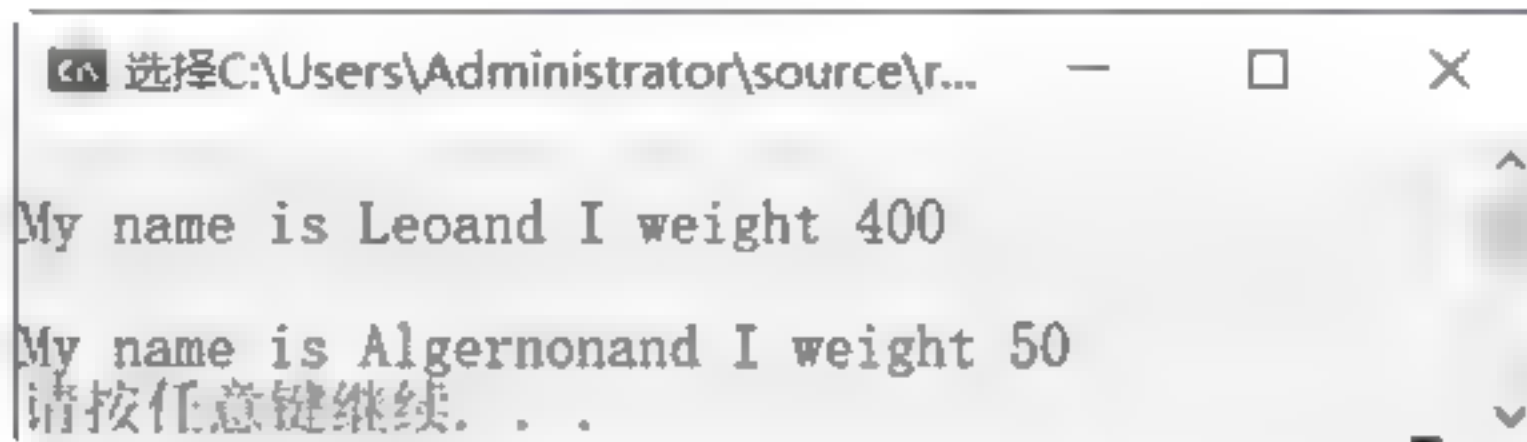 选择C:\Users\Administrator\source\r...
My name is Leoand I weight 400
My name is Algernonand I weight 50
请按任意键继续. . .